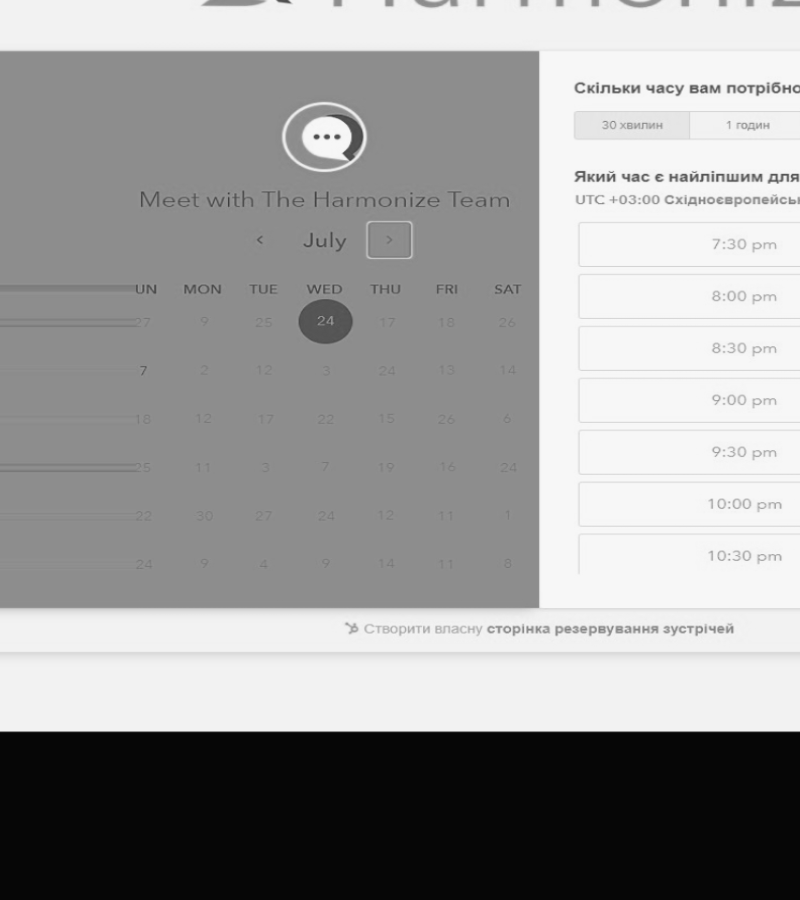 Meet with The Harmonize Team
‹ July ›
UN MON TUE WED THU FRI SAT
27 9 25 24 17 18 26
7 2 12 3 24 13 14
18 12 17 22 15 26 6
25 11 3 7 19 16 24
22 30 27 24 12 11 1
24 9 4 9 14 11 8
Скільки часу вам потрібно
30 хвилин 1 годин
Який час є найліпшим для
UTC +03:00 Східноєвропейсь
7:30 pm
8:00 pm
8:30 pm
9:00 pm
9:30 pm
10:00 pm
10:30 pm
Створити власну сторінка резервування зустрічей